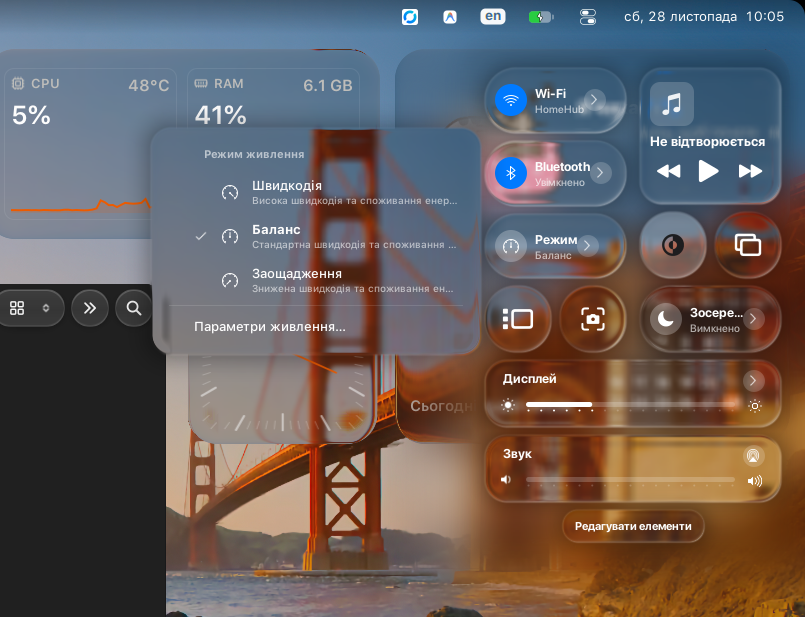 en
сб, 28 листопада 10:05
CPU 48°C
5%
RAM 6.1 GB
41%
Режим живлення
Швидкодія
Висока швидкодія та споживання енер...
Баланс
Стандартна швидкодія та споживання ...
Заощадження
Знижена швидкодія та споживання ен...
Параметри живлення...
Wi-Fi
HomeHub
Не відтворюється
Bluetooth
Увімкнено
Режим
Баланс
Зосере...
Вимкнено
Дисплей
Звук
Редагувати елементи